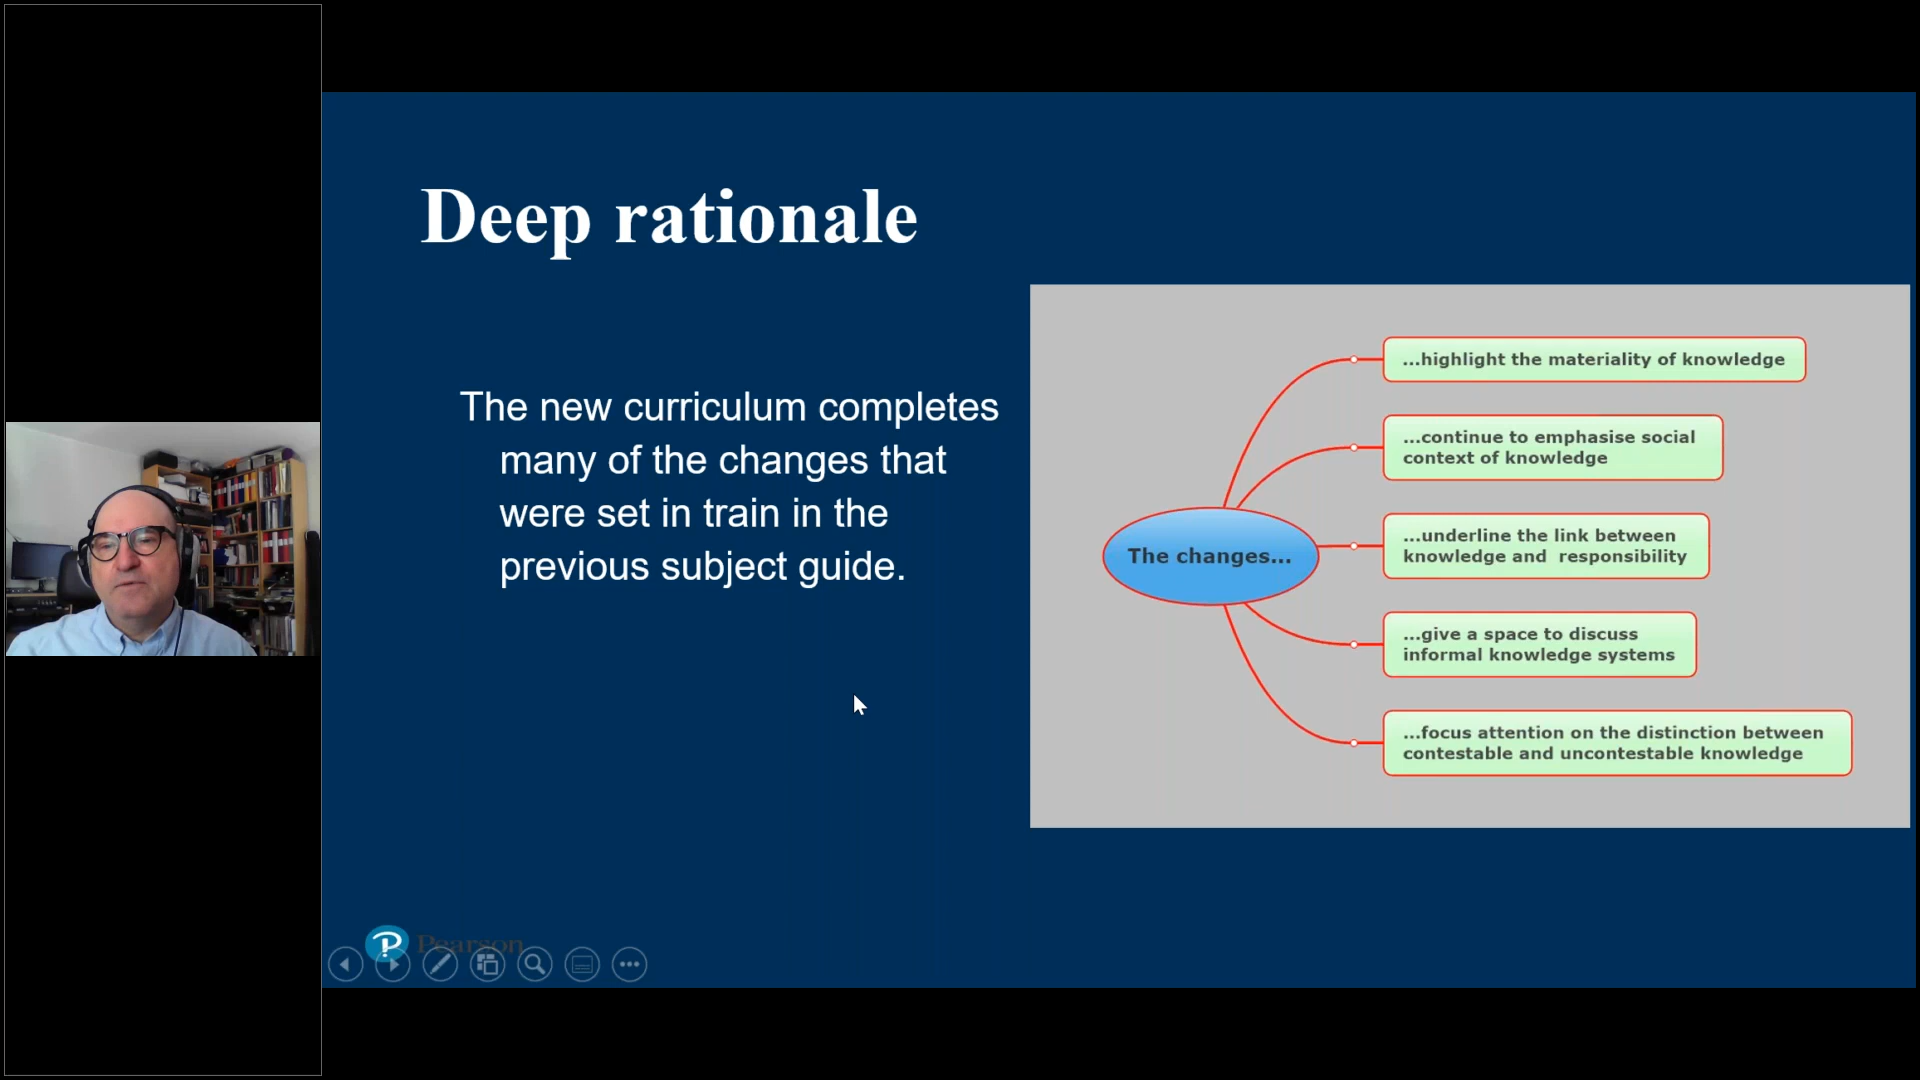 Deep rationale
The new curriculum completes
many of the changes that
were set in train in the
previous subject guide.
The changes...
...highlight the materiality of knowledge
...continue to emphasise social
context of knowledge
...underline the link between
knowledge and  responsibility
...give a space to discuss
informal knowledge systems
...focus attention on the distinction between
contestable and uncontestable knowledge
Pearson